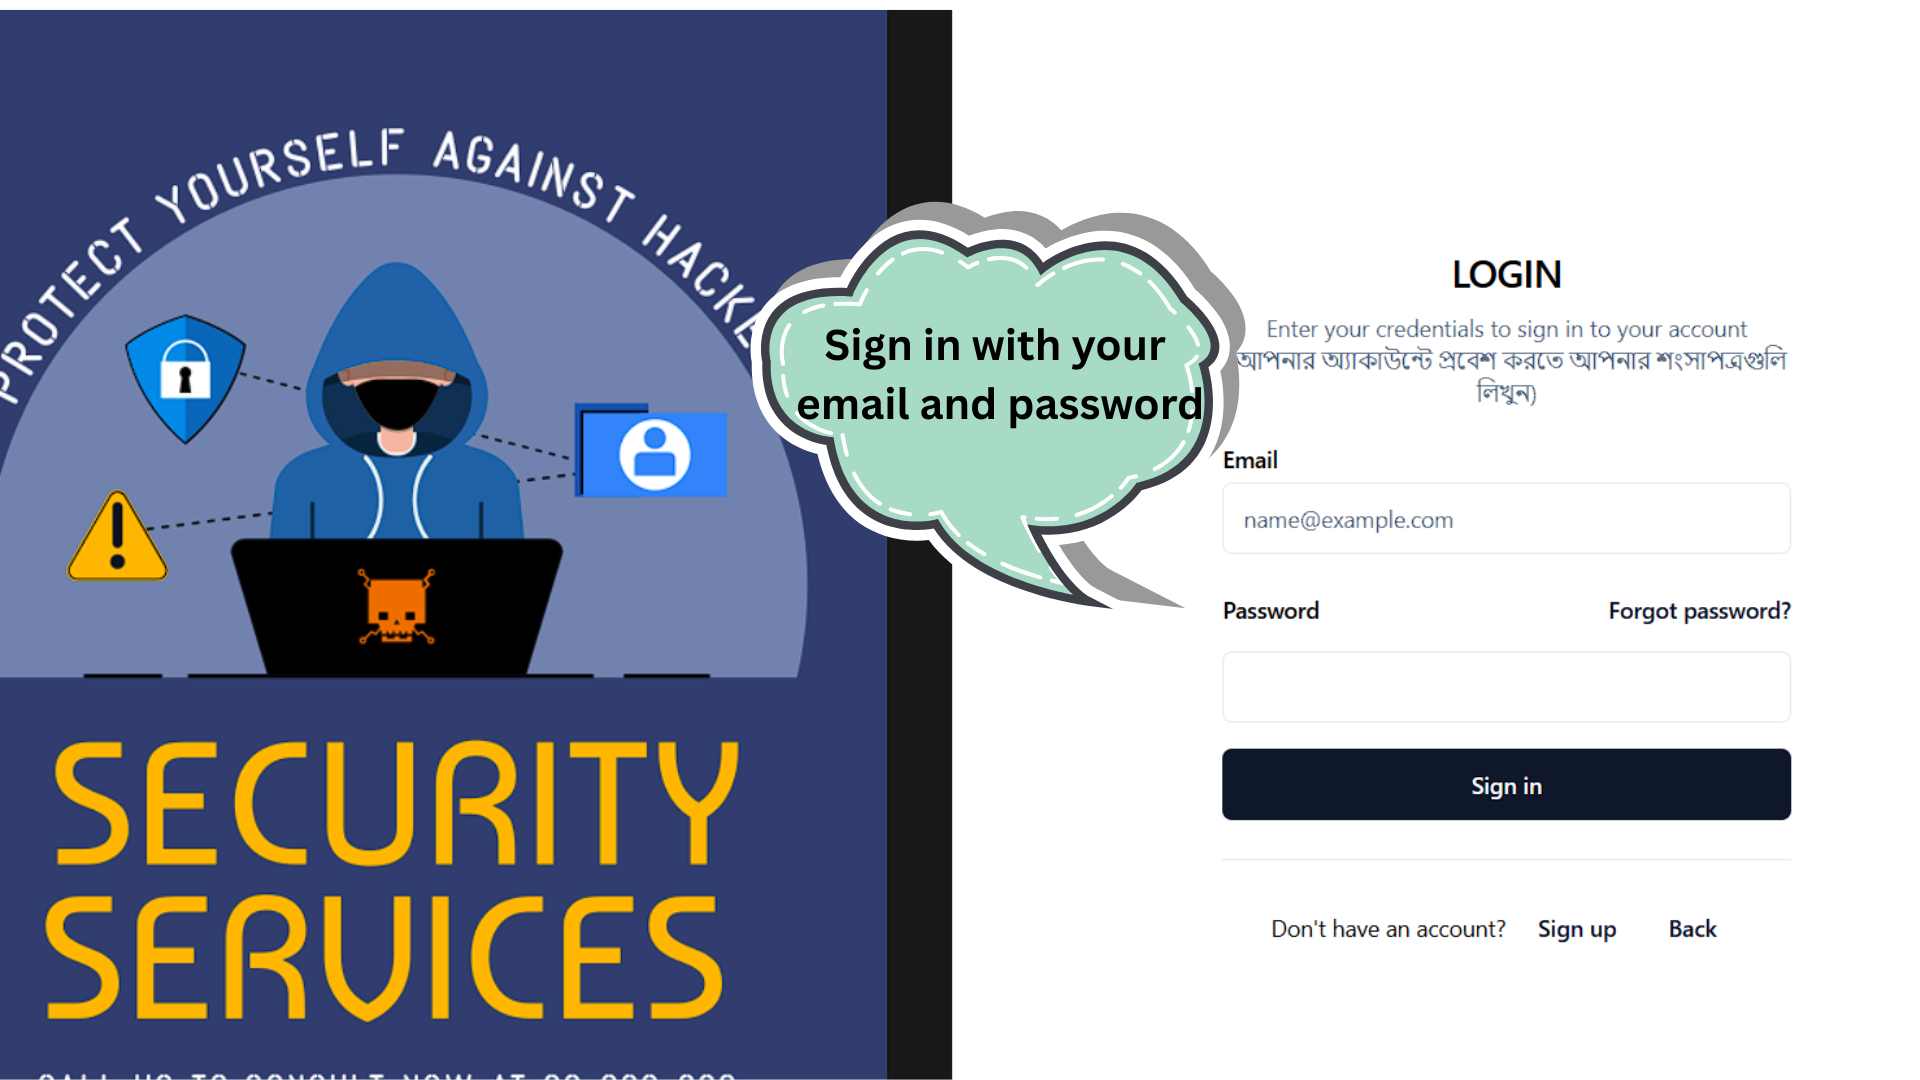 PROTECT YOURSELF AGAINST
SECURITY
SERVICES
Sign in with your
email and password
LOGIN
Enter your credentials to sign in to your account
আপনার অ্যাকাউন্টে প্রবেশ করতে আপনার শংসাপত্রগুলি
লিখুন)
Email
name@example.com
Password Forgot password?
Sign in
Don't have an account? Sign up Back